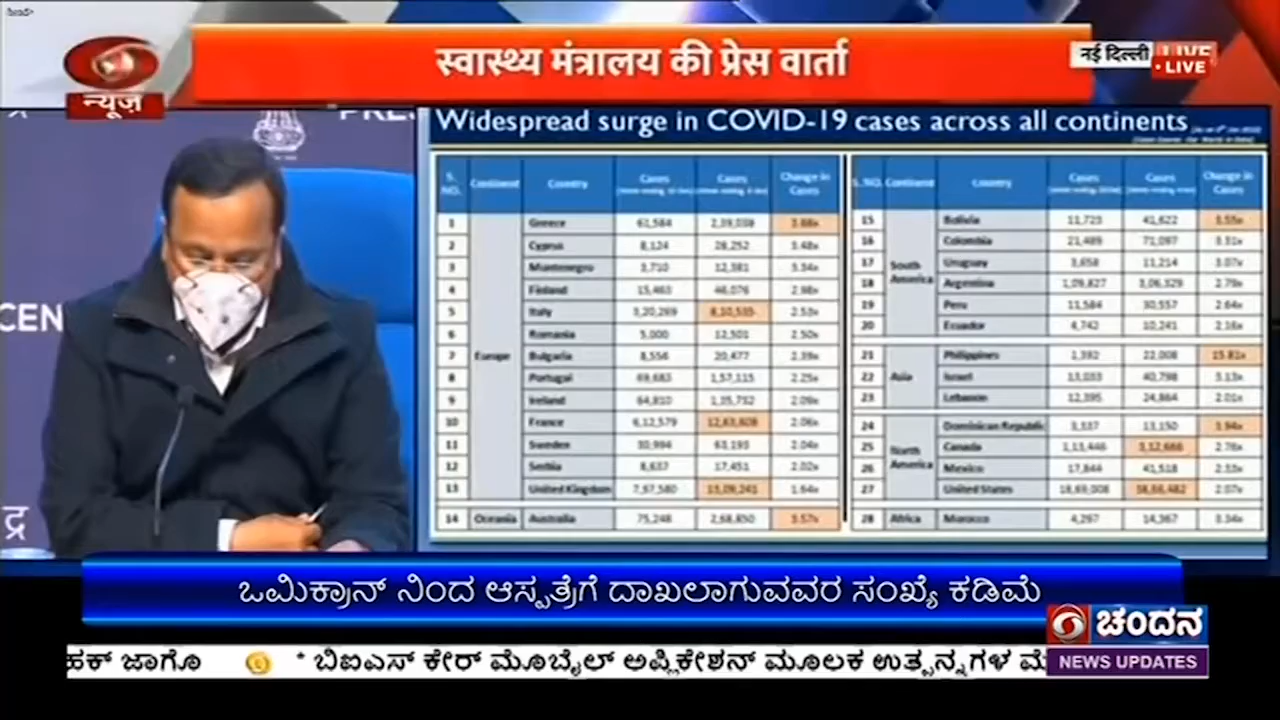 स्वास्थ्य मंत्रालय की प्रेस वार्ता
नई दिल्ली LIVE
न्यूज़
CEN
Widespread surge in COVID-19 cases across all continents
S. NO. Continent Country Cases Cases Change in Cases
1 Greece 61,584 2,39,038 3.88x
2 Cyprus 8,124 28,252 3.48x
3 Montenegro 3,710 12,381 3.34x
4 Finland 15,463 46,076 2.98x
5 Italy 3,20,269 8,10,535 2.53x
6 Romania 5,000 12,501 2.50x
7 Europe Bulgaria 8,556 20,477 2.39x
8 Portugal 69,683 1,57,115 2.25x
9 Ireland 64,810 1,35,732 2.09x
10 France 6,12,579 12,63,608 2.06x
11 Sweden 30,994 63,193 2.04x
12 Serbia 8,637 17,451 2.02x
13 United Kingdom 7,97,580 13,09,241 1.64x
14 Oceania Australia 75,248 2,68,850 3.57x
S. NO. Continent Country Cases Cases Change in Cases
15 Bolivia 11,723 41,622 3.55x
16 Colombia 21,489 71,097 3.31x
17 South America Uruguay 3,658 11,214 3.07x
18 Argentina 1,09,827 3,06,329 2.79x
19 Peru 11,584 30,557 2.64x
20 Ecuador 4,742 10,241 2.16x
21 Philippines 1,392 22,008 15.81x
22 Asia Israel 13,033 40,798 3.13x
23 Lebanon 12,395 24,864 2.01x
24 Dominican Republic 3,337 13,150 3.94x
25 North America Canada 1,13,446 3,12,666 2.76x
26 Mexico 17,844 41,518 2.33x
27 United States 18,69,008 38,66,482 2.07x
28 Africa Morocco 4,297 14,367 3.34x
ಒಮಿಕ್ರಾನ್ ನಿಂದ ಆಸ್ಪತ್ರೆಗೆ ದಾಖಲಾಗುವವರ ಸಂಖ್ಯೆ ಕಡಿಮೆ
ಚಂದನ
NEWS UPDATES
ಹಕ್ ಜಾಗೊ * ಬಿಐಎಸ್ ಕೇರ್ ಮೊಬೈಲ್ ಅಪ್ಲಿಕೇಶನ್ ಮೂಲಕ ಉತ್ಪನ್ನಗಳ